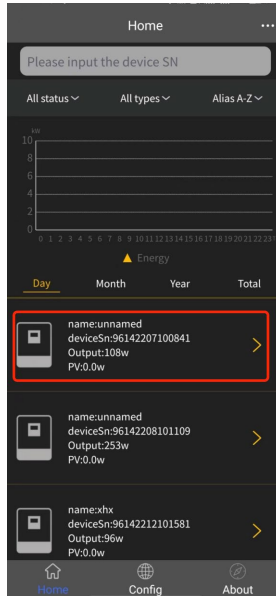 Home
Please input the device SN
All status All types Alias A-Z
kW
10
8
6
4
2
0
0 1 2 3 4 5 6 7 8 9 10 11 12 13 14 15 16 17 18 19 20 21 22 23
Energy
Day Month Year Total
name:unnamed
deviceSn:96142207100841
Output:108w
PV:0.0w
name:unnamed
deviceSn:96142208101109
Output:253w
PV:0.0w
name:xhx
deviceSn:96142212101581
Output:96w
PV:0.0w
Home Config About